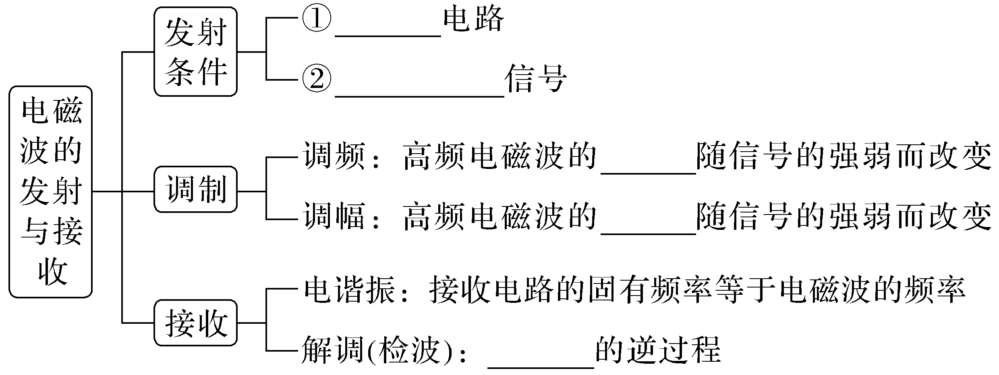 电磁波的发射与接收
发射条件
①________电路
②____________信号
调制
调频：高频电磁波的______随信号的强弱而改变
调幅：高频电磁波的______随信号的强弱而改变
接收
电谐振：接收电路的固有频率等于电磁波的频率
解调(检波)：________的逆过程